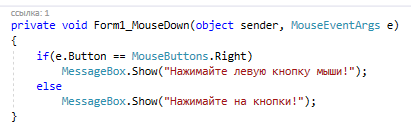 ссылка: 1
private void Form1_MouseDown(object sender, MouseEventArgs e)
{
    if(e.Button == MouseButtons.Right)
        MessageBox.Show("Нажимайте левую кнопку мыши!");
    else
        MessageBox.Show("Нажимайте на кнопки!");
}